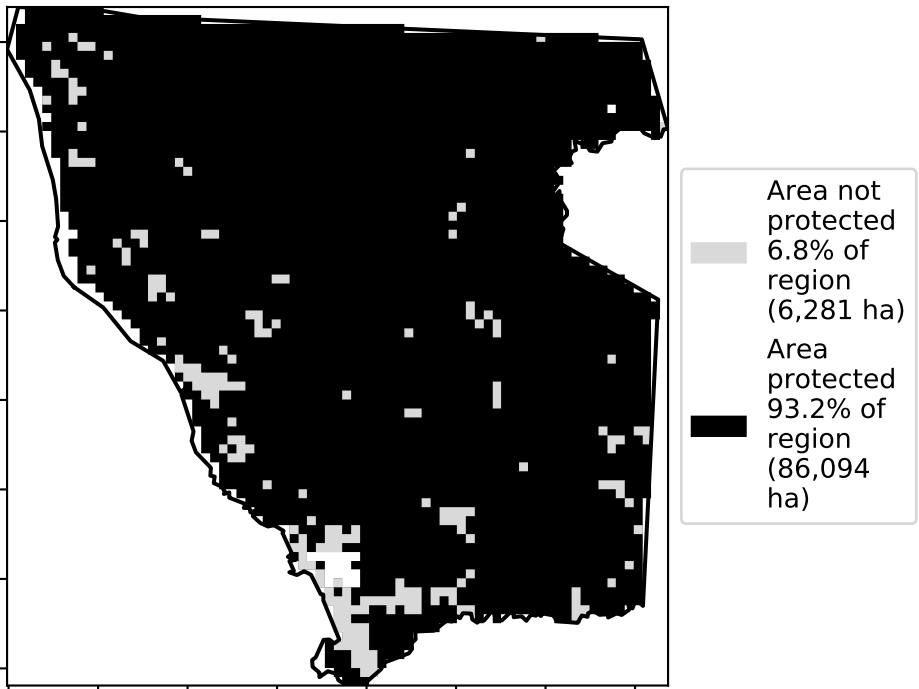 Area not
protected
6.8% of
region
(6,281 ha)
Area
protected
93.2% of
region
(86,094
ha)